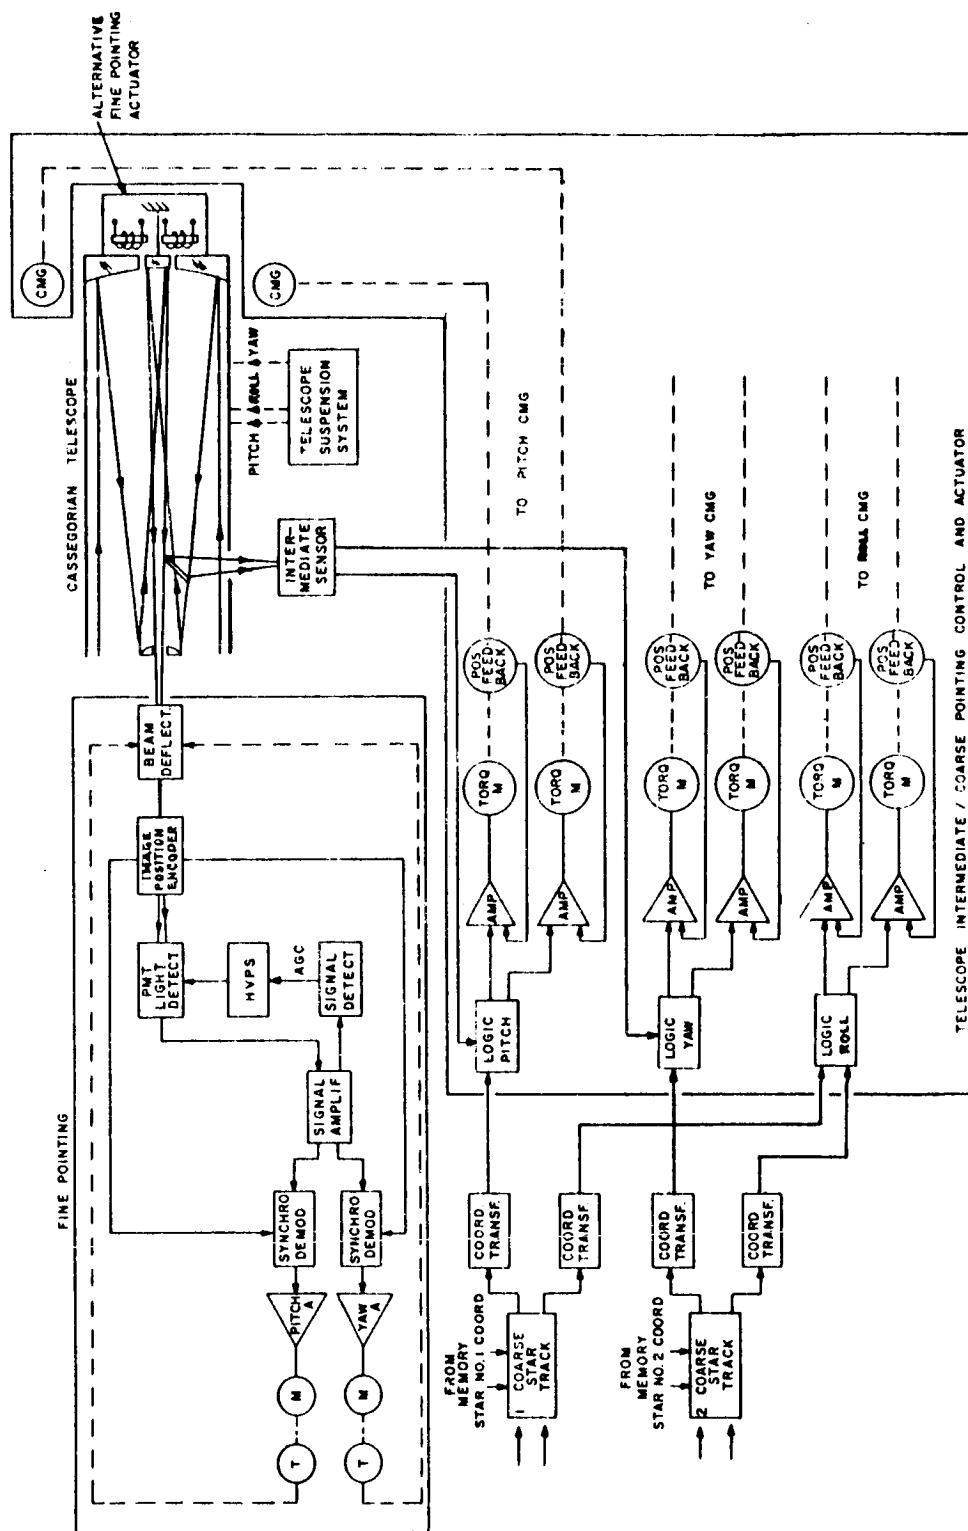 ALTERNATIVE
FINE POINTING
ACTUATOR
CASSEGORIAN TELESCOPE
CMG
CMG
PITCH ROLL YAW
TELESCOPE
SUSPENSION
SYSTEM
INTER-
MEDIATE
SENSOR
FINE POINTING
BEAM
DEFLECT.
IMAGE
POSITION
ENCODER
PMT
LIGHT
DETECT
HVPS
AGC
SIGNAL
DETECT
SIGNAL
AMPLIF
SYNCHRO
DEMOD
SYNCHRO
DEMOD
PITCH
A
YAW
A
M
M
T
T
TO PITCH CMG
POS
FEED
BACK
POS
FEED
BACK
TORQ
M
TORQ
M
AMP
AMP
LOGIC
PITCH
TO YAW CMG
POS
FEED
BACK
POS
FEED
BACK
TORQ
M
TORQ
M
AMP
AMP
LOGIC
YAW
TO ROLL CMG
POS
FEED
BACK
POS
FEED
BACK
TORQ
M
TORQ
M
AMP
AMP
LOGIC
ROLL
COORD
TRANSF.
COORD
TRANSF.
COORD
TRANSF.
COORD
TRANSF.
FROM
MEMORY
STAR NO.1 COORD
1 COARSE
STAR
TRACK
FROM
MEMORY
STAR NO.2 COORD
2 COARSE
STAR
TRACK
TELESCOPE INTERMEDIATE / COARSE POINTING CONTROL AND ACTUATOR